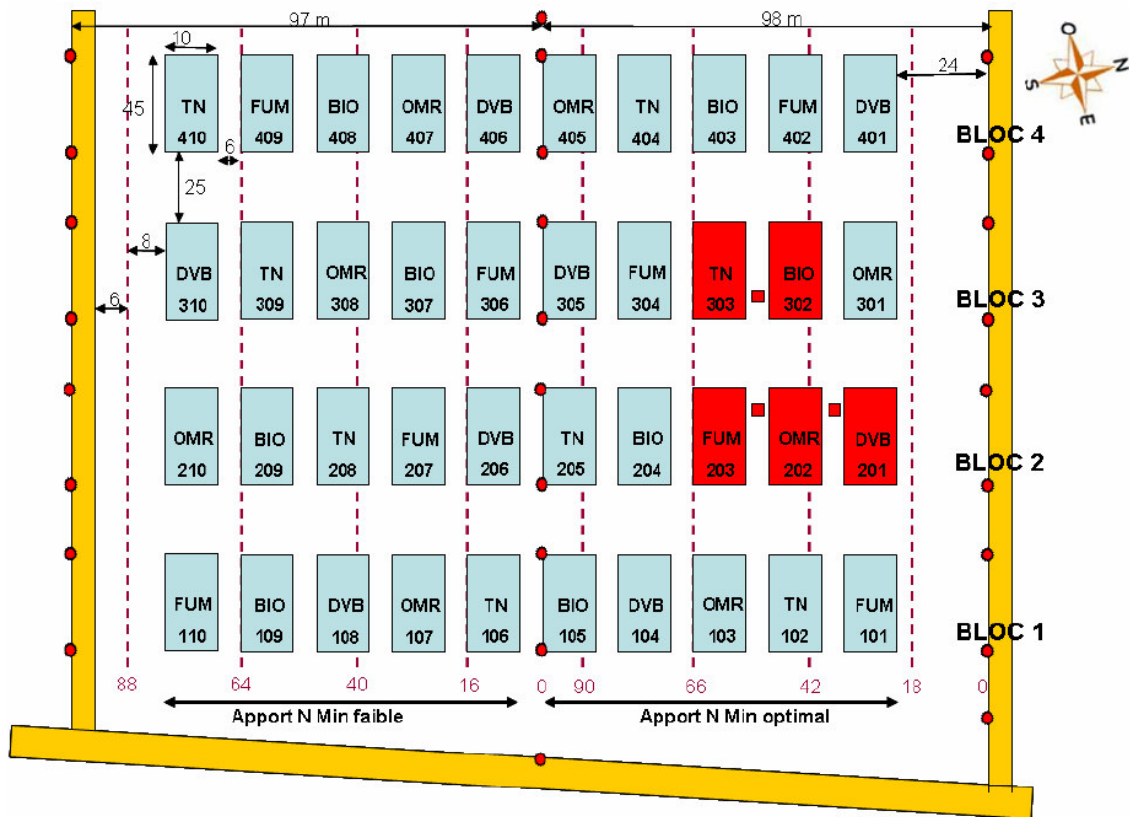 97 m 98 m
O
N
S
E
10
24
45
TN FUM BIO OMR DVB OMR TN BIO FUM DVB
410 409 408 407 406 405 404 403 402 401
BLOC 4
6
25
8
DVB TN OMR BIO FUM DVB FUM TN BIO OMR
310 309 308 307 306 305 304 303 302 301
BLOC 3
6
OMR BIO TN FUM DVB TN BIO FUM OMR DVB
210 209 208 207 206 205 204 203 202 201
BLOC 2
FUM BIO DVB OMR TN BIO DVB OMR TN FUM
110 109 108 107 106 105 104 103 102 101
BLOC 1
88 64 40 16 0 90 66 42 18 0
Apport N Min faible Apport N Min optimal